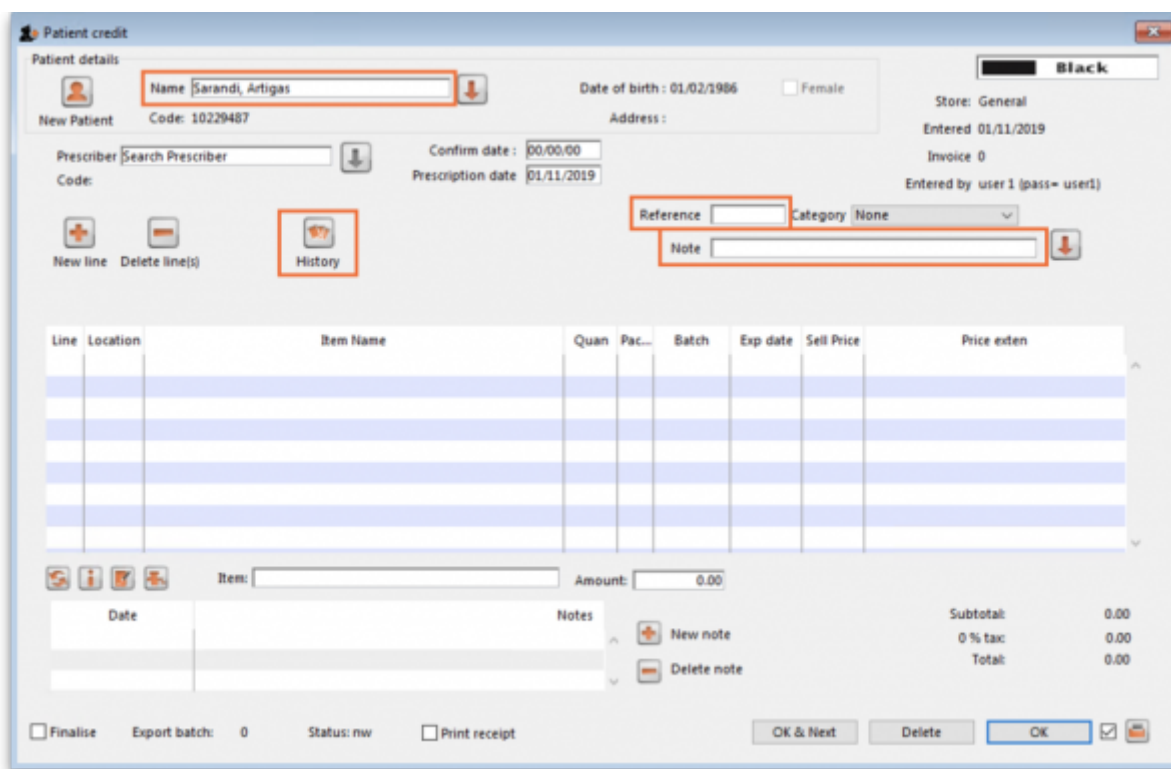 Patient credit
Patient details
Black
Name Sarandi, Artigas
Date of birth : 01/02/1986
Female
Store: General
New Patient
Code: 10229487
Address :
Entered 01/11/2019
Prescriber Search Prescriber
Confirm date : 00/00/00
Invoice 0
Code:
Prescription date 01/11/2019
Entered by user 1 (pass= user1)
Reference
Category None
Note
New line Delete line(s) History
Line Location Item Name Quan Pac... Batch Exp date Sell Price Price exten
Item:
Amount: 0.00
Date Notes
New note
Delete note
Subtotal: 0.00
0 % tax: 0.00
Total: 0.00
Finalise Export batch: 0 Status: nw Print receipt OK & Next Delete OK